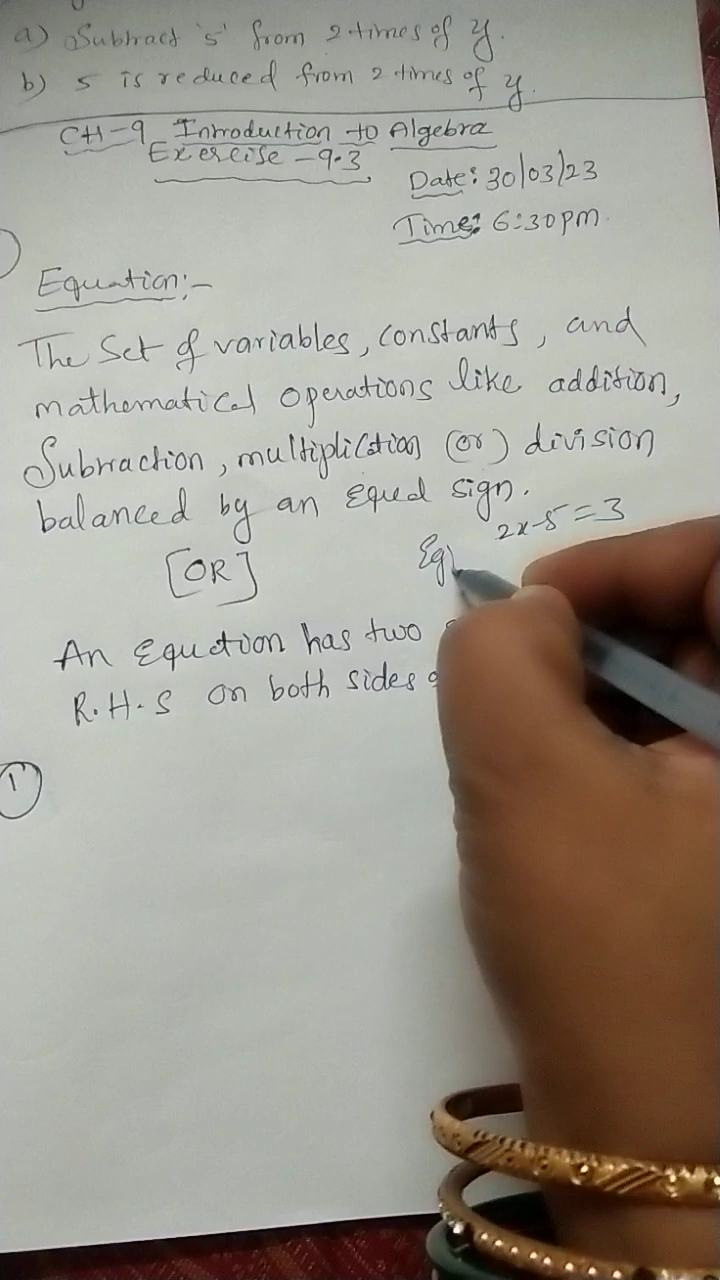 a) Subtract '5' from 2 times of y.
b) 5 is reduced from 2 times of y.
CH-9 Introduction to Algebra
Exercise - 9.3
Date: 30/03/23
Time: 6:30pm
Equation:-
The Set of variables, constants, and
mathematical operations like addition,
Subtraction, multiplication (or) division
balanced by an Equal sign.
[OR] Eg) 2x-5=3
An Equation has two
R.H.S on both sides
1